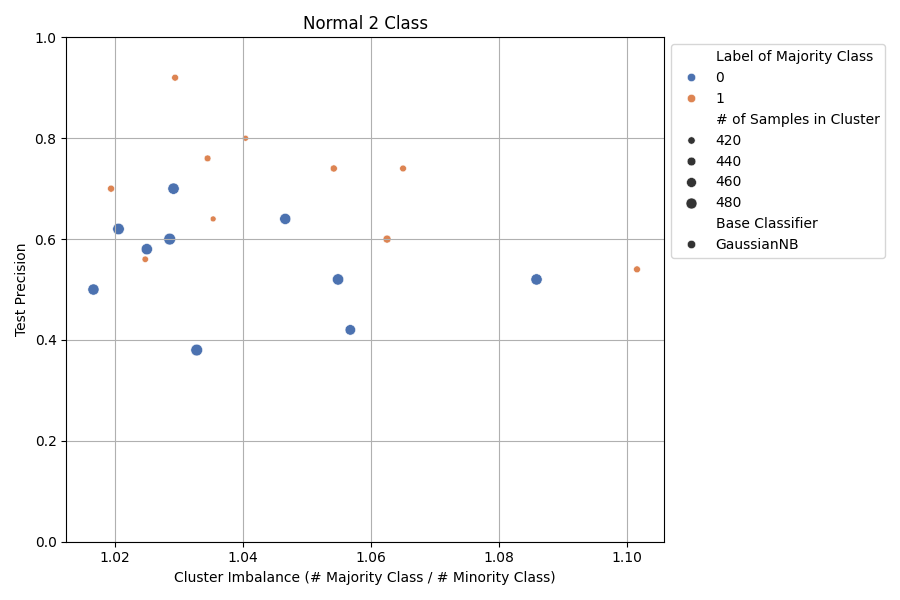 Normal 2 Class
Test Precision
1.0
0.8
0.6
0.4
0.2
0.0
1.02
1.04
1.06
1.08
1.10
Cluster Imbalance (# Majority Class / # Minority Class)
Label of Majority Class
0
1
# of Samples in Cluster
420
440
460
480
Base Classifier
GaussianNB